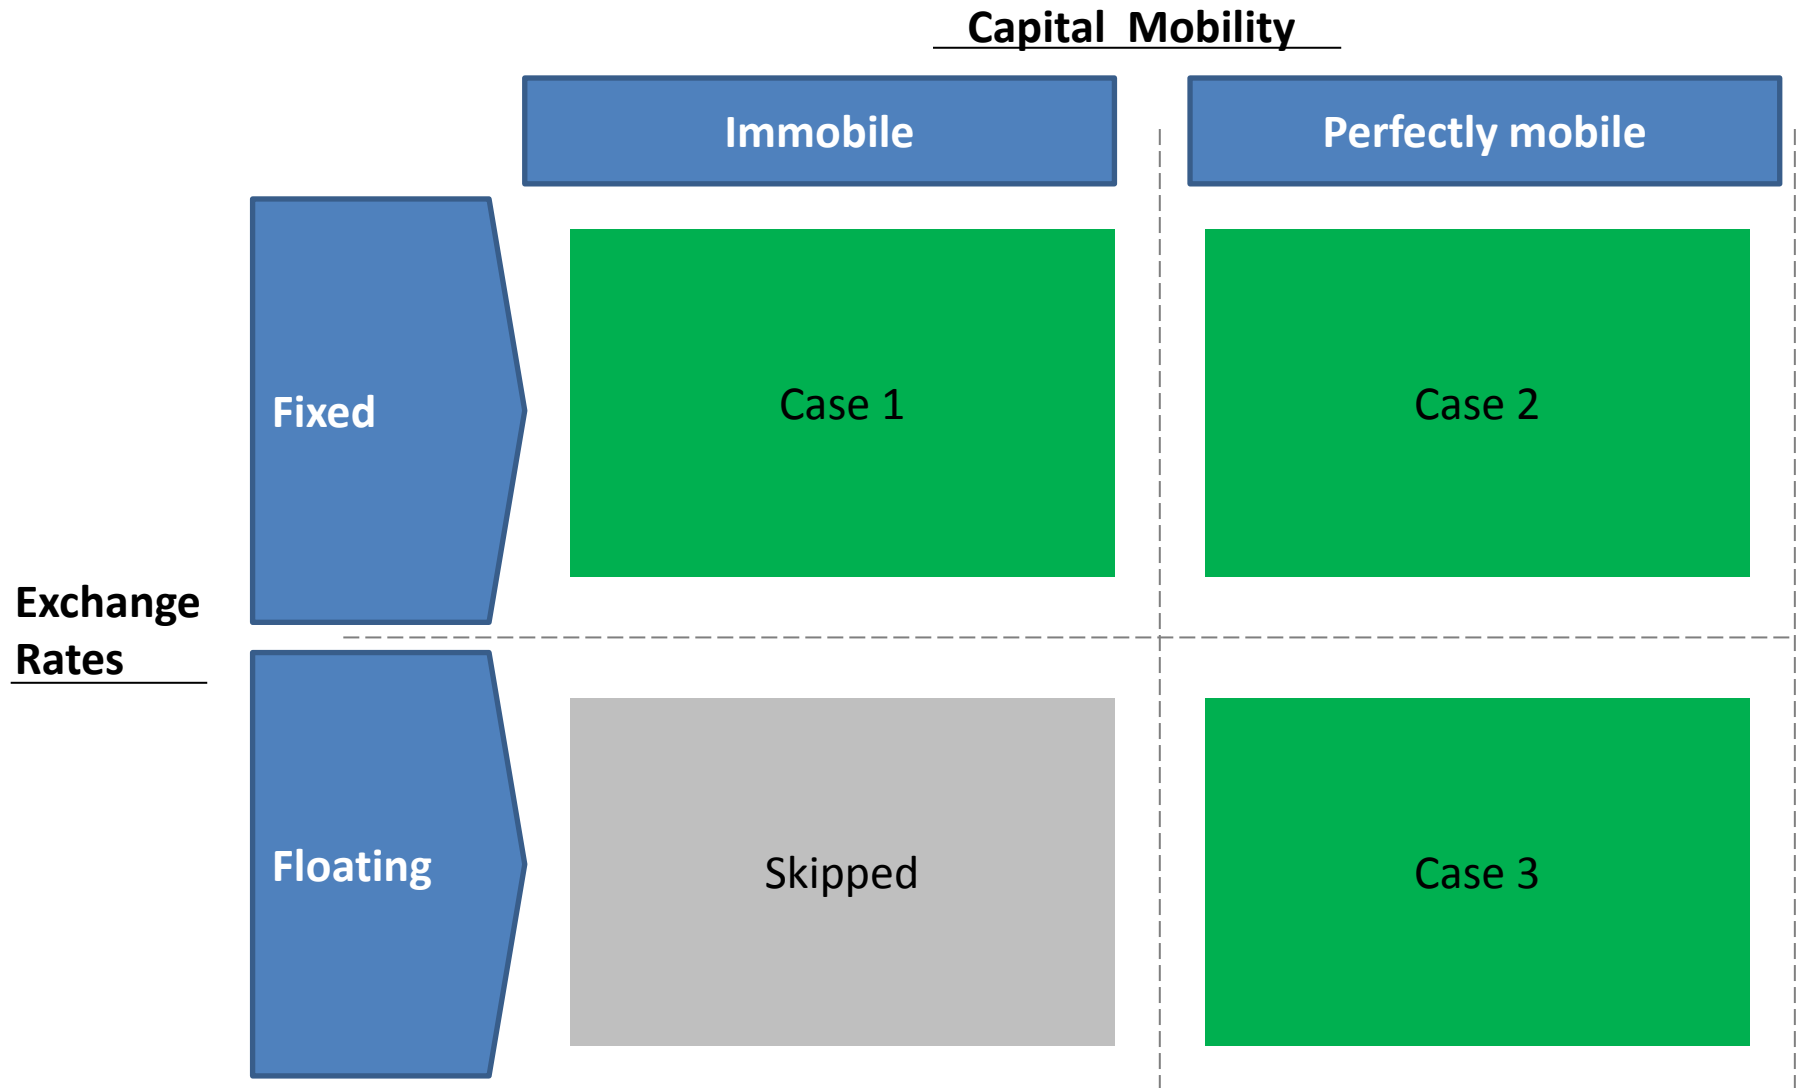 Capital  Mobility
Immobile
Perfectly mobile
Fixed
Case 1
Case 2
Exchange
Rates
Floating
Skipped
Case 3